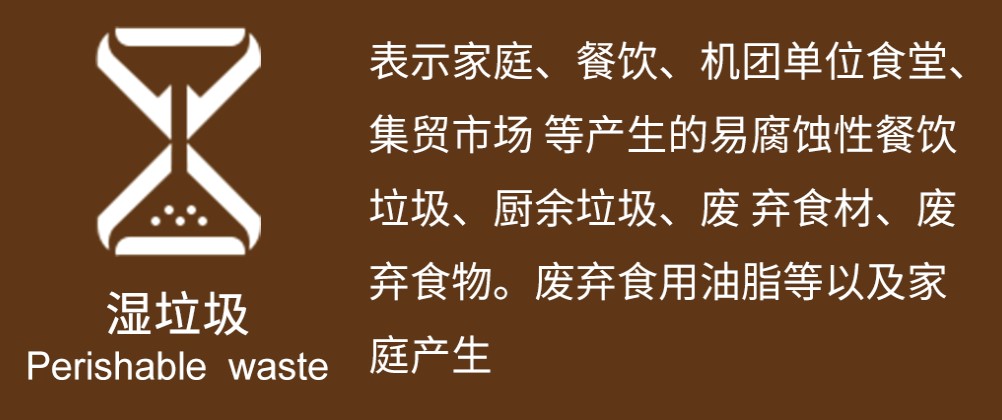 湿垃圾
Perishable waste
表示家庭、餐饮、机团单位食堂、
集贸市场 等产生的易腐蚀性餐饮
垃圾、厨余垃圾、废 弃食材、废
弃食物。废弃食用油脂等以及家
庭产生